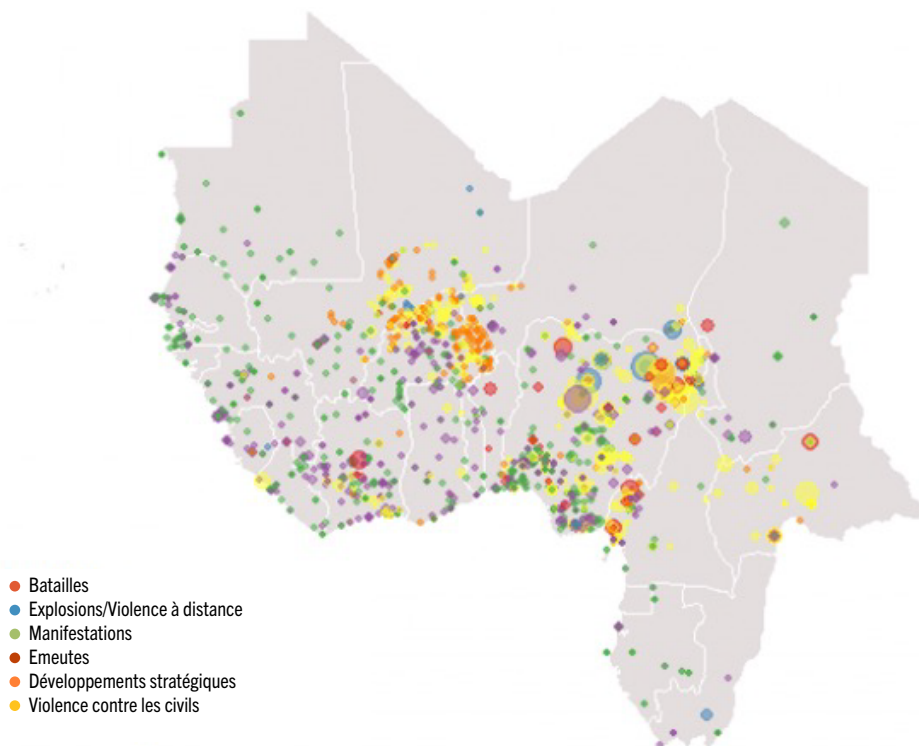 Batailles
Explosions/Violence à distance
Manifestations
Emeutes
Développements stratégiques
Violence contre les civils